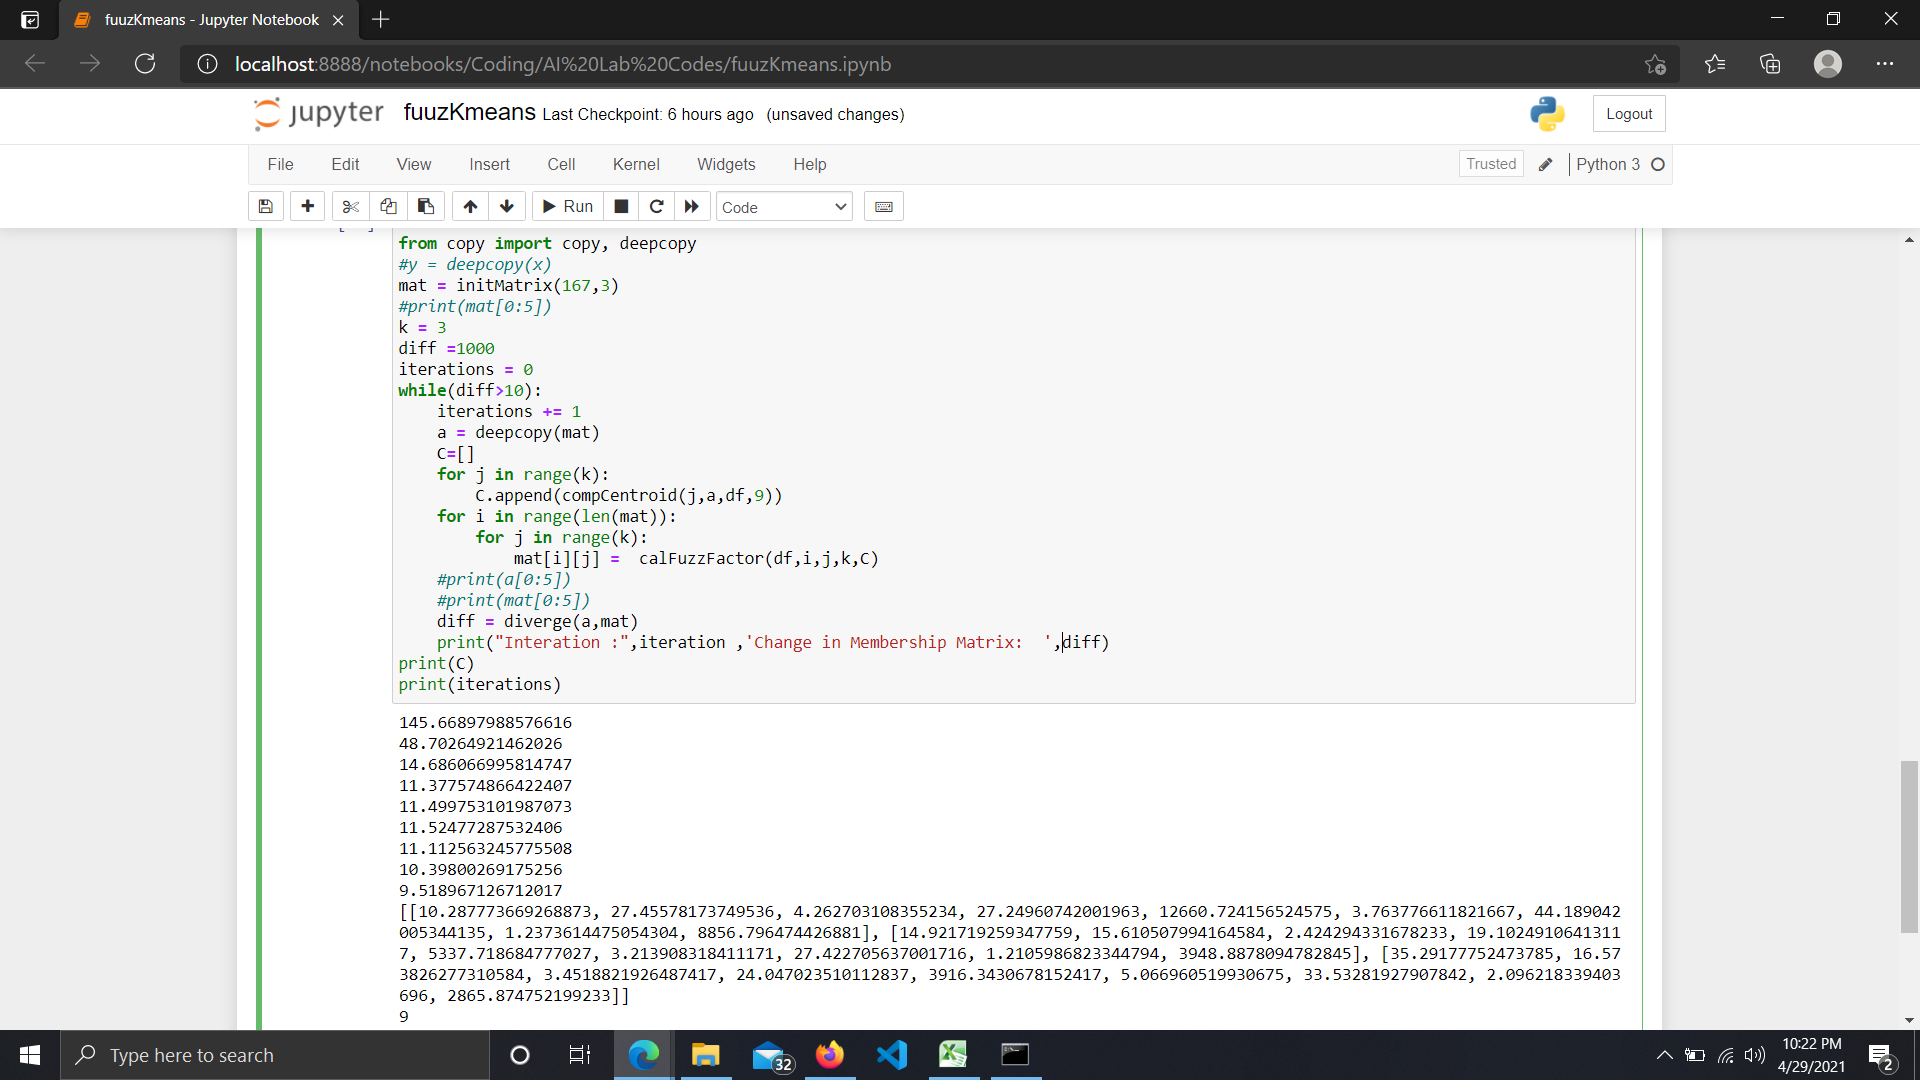 fuuzKmeans - Jupyter Notebook
localhost:8888/notebooks/Coding/AI%20Lab%20Codes/fuuzKmeans.ipynb
jupyter fuuzKmeans Last Checkpoint: 6 hours ago (unsaved changes)
Logout
File Edit View Insert Cell Kernel Widgets Help
Trusted Python 3
Run Code
from copy import copy, deepcopy
#y = deepcopy(x)
mat = initMatrix(167,3)
#print(mat[0:5])
k = 3
diff =1000
iterations = 0
while(diff>10):
    iterations += 1
    a = deepcopy(mat)
    C=[]
    for j in range(k):
        C.append(compCentroid(j,a,df,9))
    for i in range(len(mat)):
        for j in range(k):
            mat[i][j] =  calFuzzFactor(df,i,j,k,C)
    #print(a[0:5])
    #print(mat[0:5])
    diff = diverge(a,mat)
    print("Interation :",iteration ,'Change in Membership Matrix:  ',diff)
print(C)
print(iterations)
145.66897988576616
48.70264921462026
14.686066995814747
11.377574866422407
11.499753101987073
11.52477287532406
11.112563245775508
10.39800269175256
9.518967126712017
[[10.287773669268873, 27.45578173749536, 4.262703108355234, 27.24960742001963, 12660.724156524575, 3.763776611821667, 44.189042
005344135, 1.2373614475054304, 8856.796474426881], [14.921719259347759, 15.610507994164584, 2.424294331678233, 19.1024910641311
7, 5337.718684777027, 3.213908318411171, 27.422705637001716, 1.2105986823344794, 3948.8878094782845], [35.29177752473785, 16.57
3826277310584, 3.4518821926487417, 24.047023510112837, 3916.3430678152417, 5.066960519930675, 33.53281927907842, 2.096218339403
696, 2865.874752199233]]
9
Type here to search
32
10:22 PM
4/29/2021
2